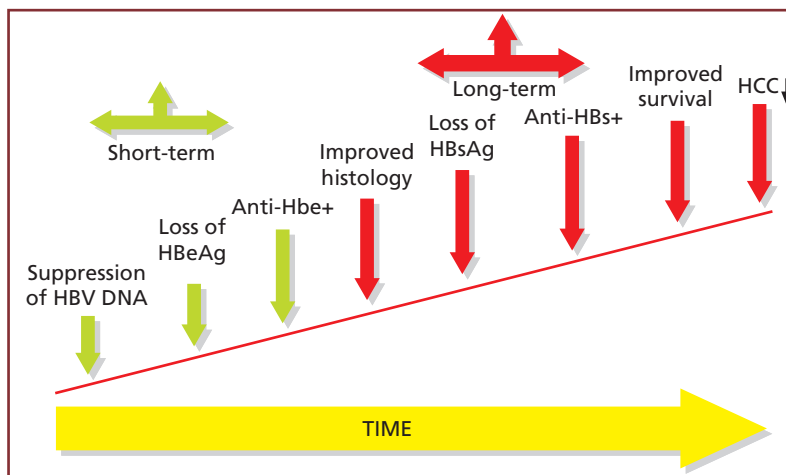 Long-term
Short-term
Suppression
of HBV DNA
Loss of
HBeAg
Anti-Hbe+
Improved
histology
Loss of
HBsAg
Anti-HBs+
Improved
survival
HCC
TIME